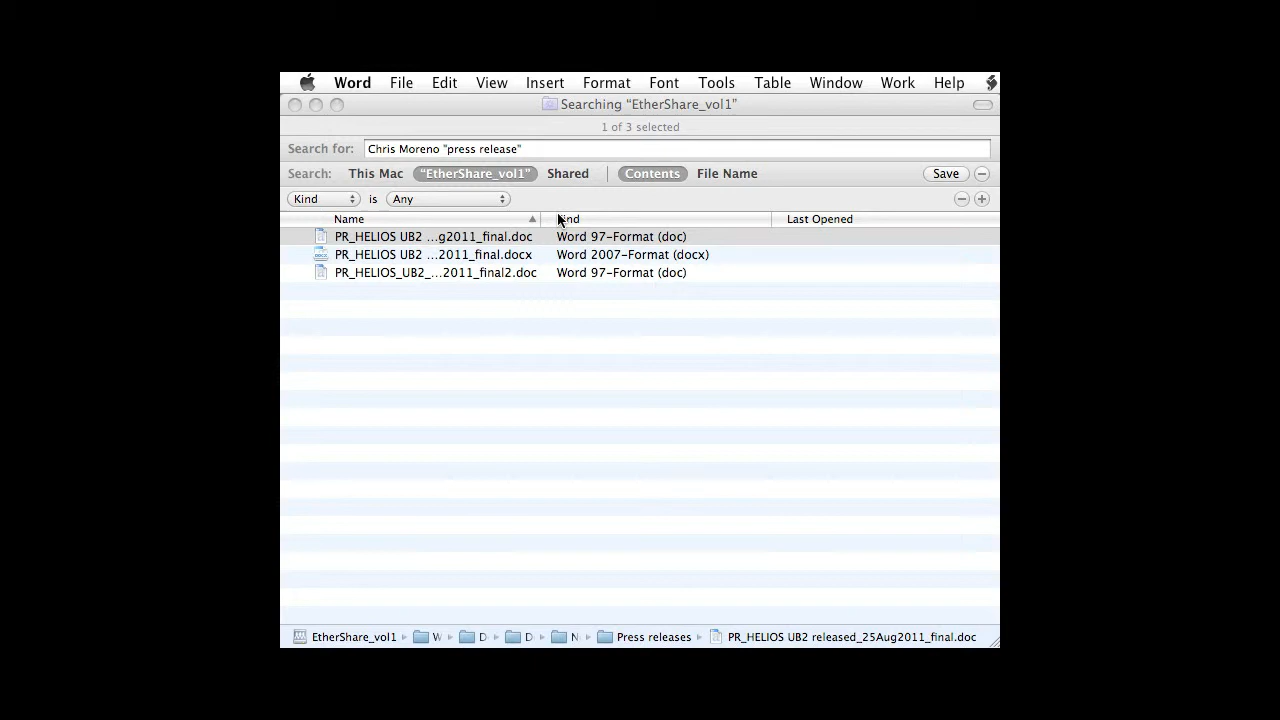 Word File Edit View Insert Format Font Tools Table Window Work Help
Searching "EtherShare_vol1"
1 of 3 selected
Search for: Chris Moreno "press release"
Search: This Mac "EtherShare_vol1" Shared Contents File Name Save
Kind is Any
Name Kind Last Opened
PR_HELIOS UB2 ...g2011_final.doc Word 97-Format (doc)
PR_HELIOS UB2 ...2011_final.docx Word 2007-Format (docx)
PR_HELIOS_UB2_...2011_final2.doc Word 97-Format (doc)
EtherShare_vol1 W D D N Press releases PR_HELIOS UB2 released_25Aug2011_final.doc